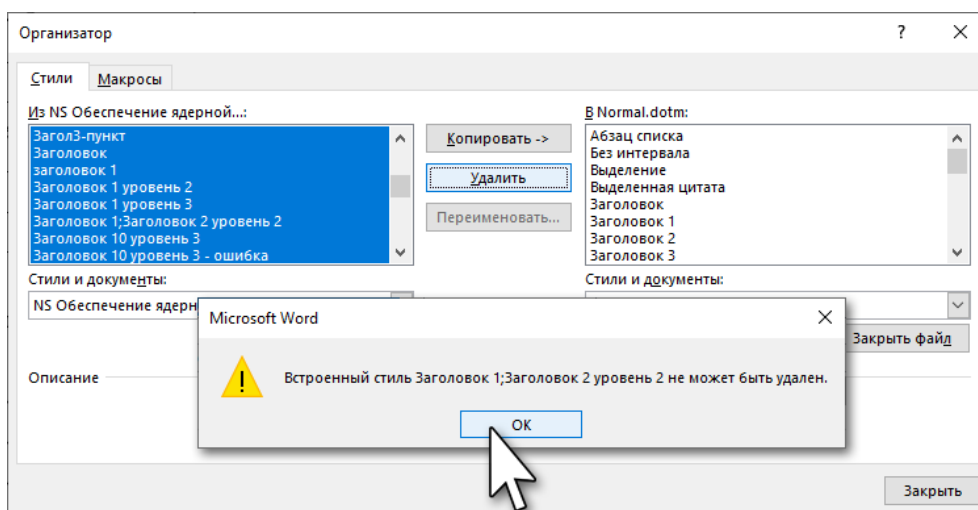 Организатор
?
Стили
Макросы
Из NS Обеспечение ядерной...:
Загол3-пункт
Заголовок
заголовок 1
Заголовок 1 уровень 2
Заголовок 1 уровень 3
Заголовок 1;Заголовок 2 уровень 2
Заголовок 10 уровень 3
Заголовок 10 уровень 3 - ошибка
Копировать ->
Удалить
Переименовать...
В Normal.dotm:
Абзац списка
Без интервала
Выделение
Выделенная цитата
Заголовок
Заголовок 1
Заголовок 2
Заголовок 3
Стили и документы:
NS Обеспечение ядерн
Стили и документы:
Закрыть файл
Описание
Microsoft Word
Встроенный стиль Заголовок 1;Заголовок 2 уровень 2 не может быть удален.
ОК
Закрыть